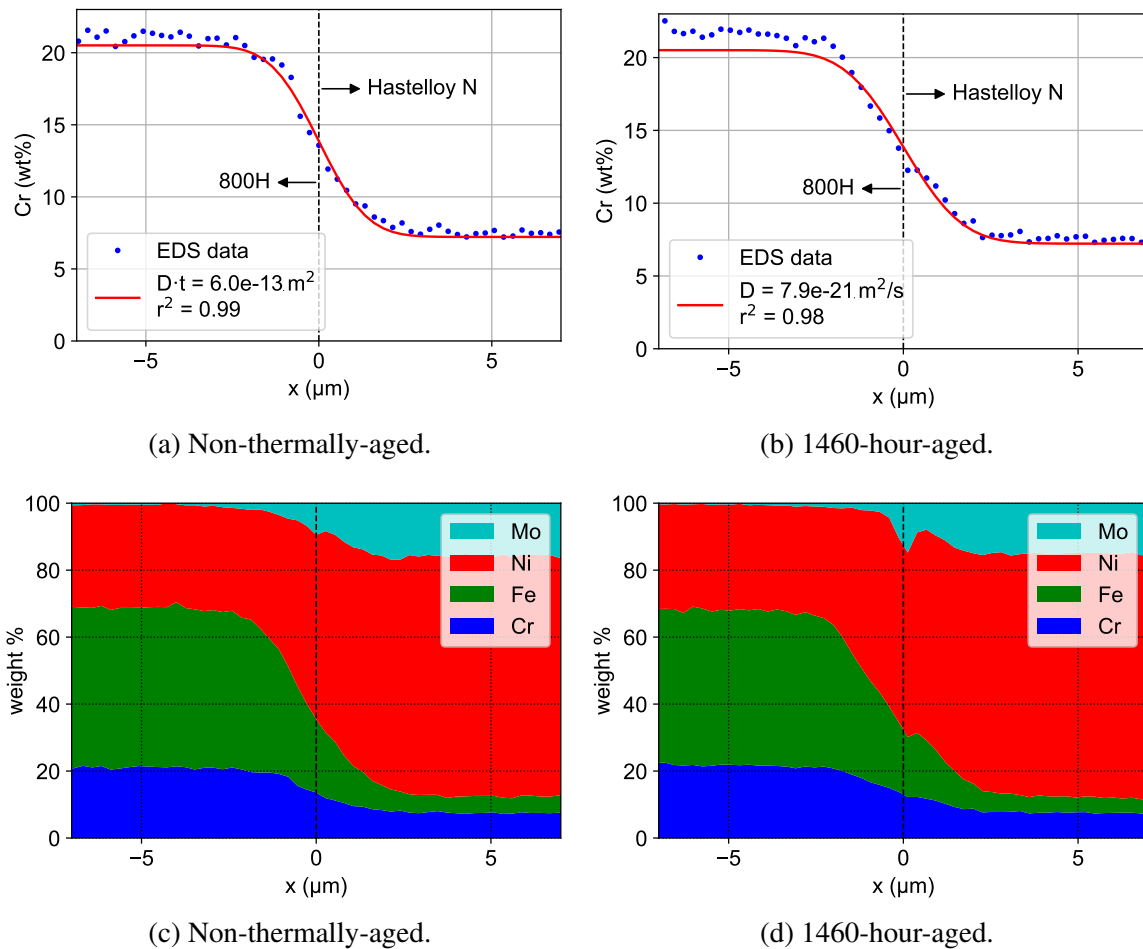 20
15
10
5
0
Cr (wt%)
Hastelloy N
800H
EDS data
D·t = 6.0e-13 m²
r² = 0.99
−5
0
5
x (μm)
(a) Non-thermally-aged.
20
15
10
5
0
Cr (wt%)
Hastelloy N
800H
EDS data
D = 7.9e-21 m²/s
r² = 0.98
−5
0
5
x (μm)
(b) 1460-hour-aged.
100
80
60
40
20
0
weight %
Mo
Ni
Fe
Cr
−5
0
5
x (μm)
(c) Non-thermally-aged.
100
80
60
40
20
0
weight %
Mo
Ni
Fe
Cr
−5
0
5
x (μm)
(d) 1460-hour-aged.